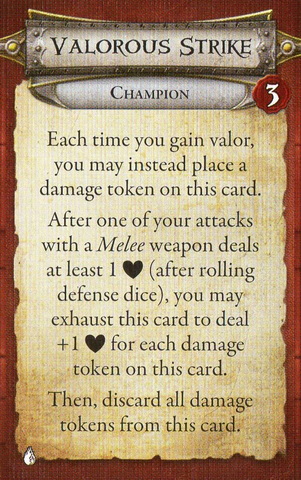 Valorous Strike
Champion
3
Each time you gain valor,
you may instead place a
damage token on this card.
After one of your attacks
with a Melee weapon deals
at least 1 ♥ (after rolling
defense dice), you may
exhaust this card to deal
+1 ♥ for each damage
token on this card.
Then, discard all damage
tokens from this card.